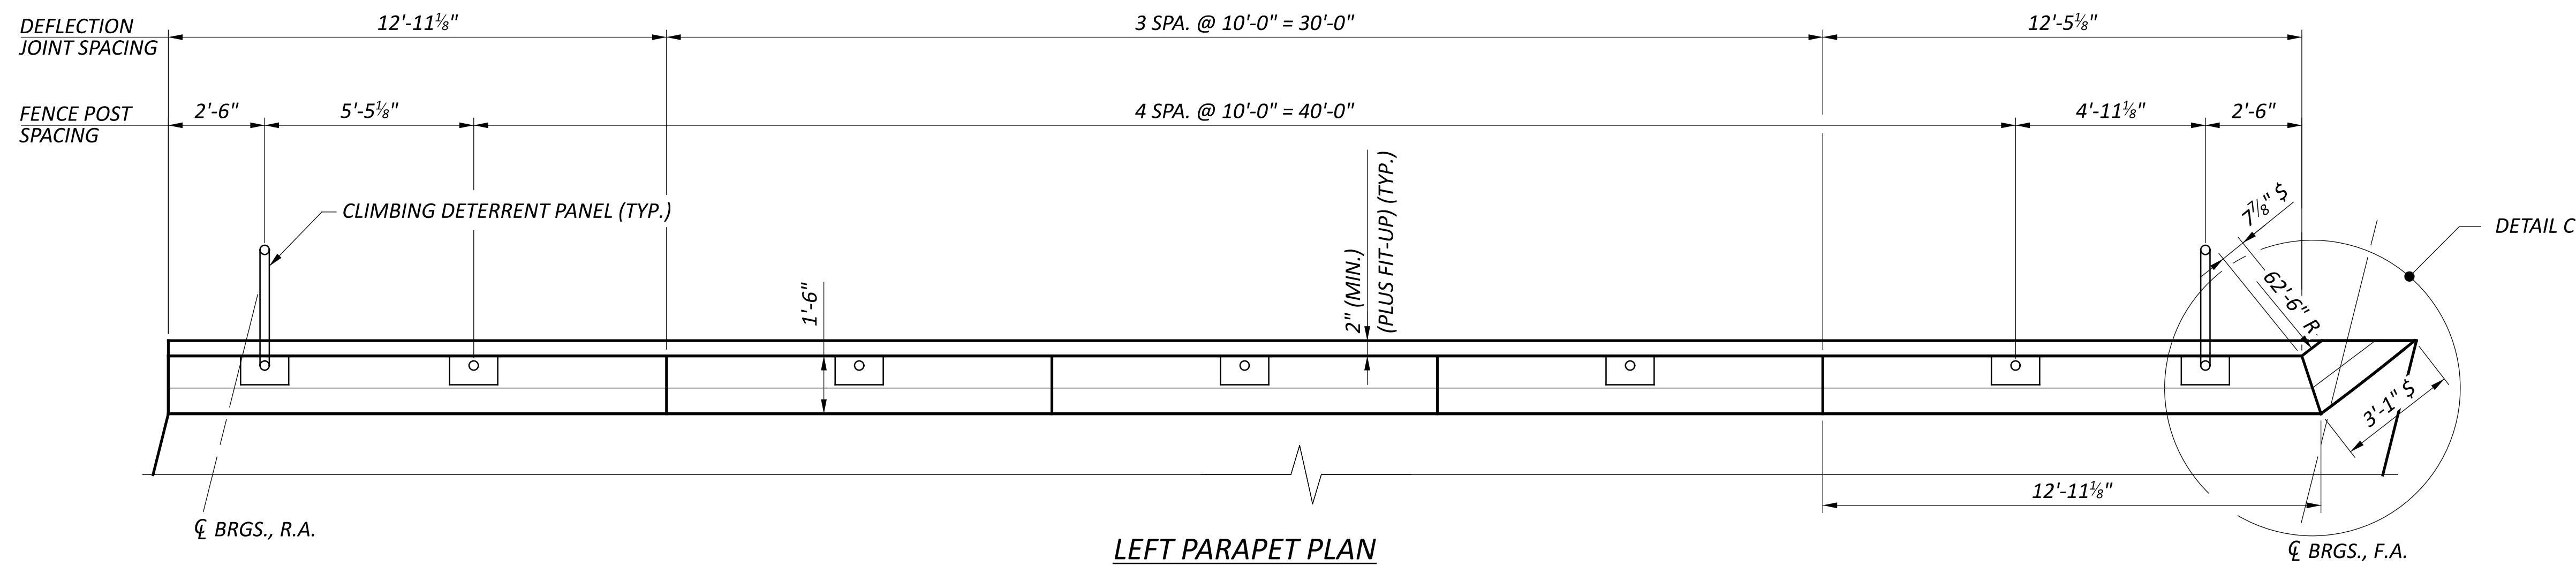 DEFLECTION
JOINT SPACING
12'-11⅛"
3 SPA. @ 10'-0" = 30'-0"
12'-5⅛"
FENCE POST
SPACING
2'-6"
5'-5⅛"
4 SPA. @ 10'-0" = 40'-0"
4'-11⅛"
2'-6"
CLIMBING DETERRENT PANEL (TYP.)
1'-6"
2" (MIN.)
(PLUS FIT-UP) (TYP.)
7⅞" $
62'-6" R.
DETAIL C
3'-1" $
12'-11⅛"
℄ BRGS., R.A.
LEFT PARAPET PLAN
℄ BRGS., F.A.